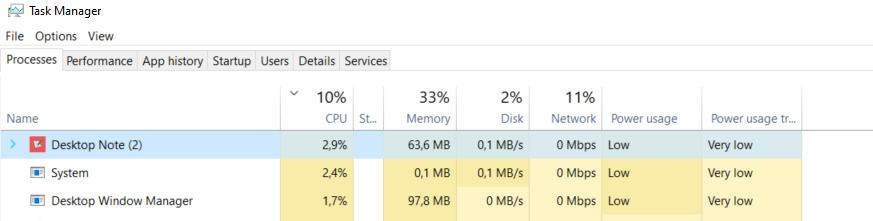 Task Manager
File Options View
Processes Performance App history Startup Users Details Services
10% 33% 2% 11%
Name CPU St... Memory Disk Network Power usage Power usage tr...
Desktop Note (2) 2,9% 63,6 MB 0,1 MB/s 0 Mbps Low Very low
System 2,4% 0,1 MB 0,1 MB/s 0 Mbps Low Very low
Desktop Window Manager 1,7% 97,8 MB 0 MB/s 0 Mbps Low Very low